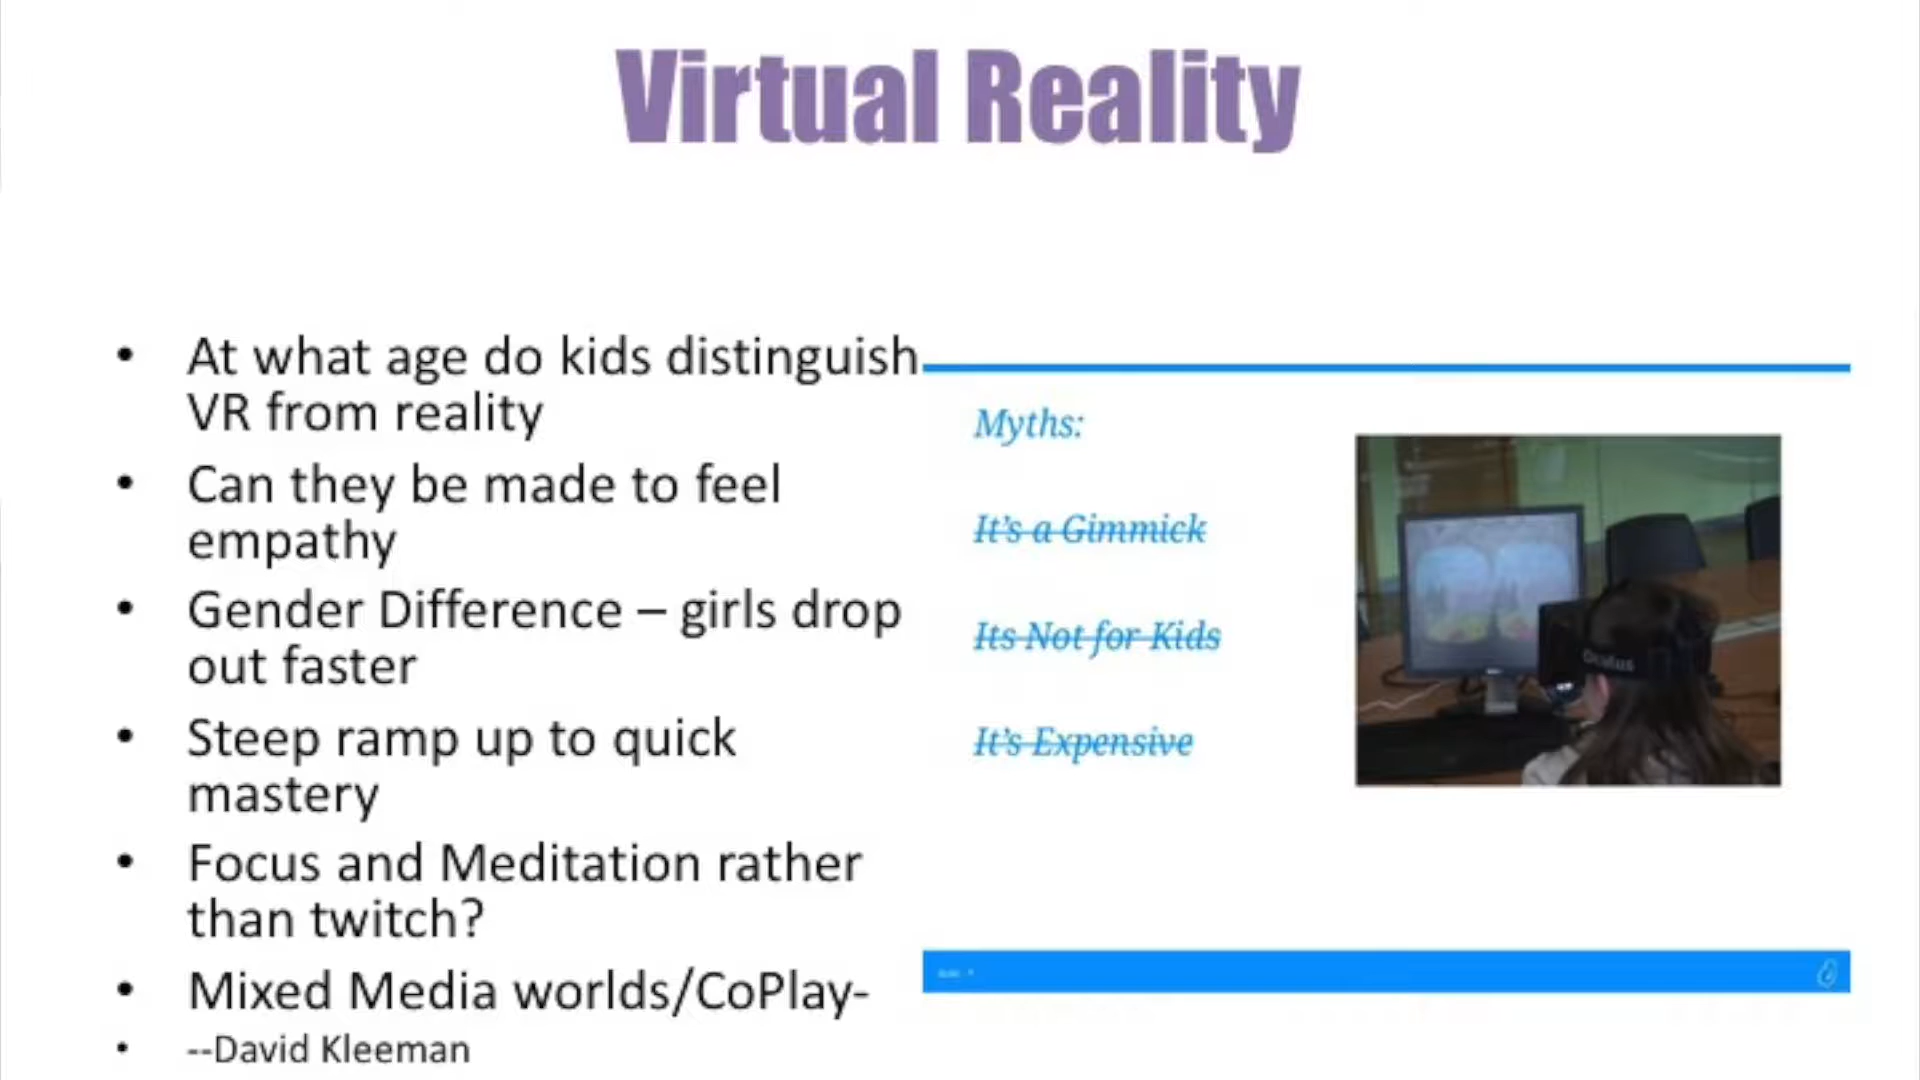 Virtual Reality
• At what age do kids distinguish
VR from reality
• Can they be made to feel
empathy
• Gender Difference – girls drop
out faster
• Steep ramp up to quick
mastery
• Focus and Meditation rather
than twitch?
• Mixed Media worlds/CoPlay-
• --David Kleeman
Myths:
It's a Gimmick
Its Not for Kids
It's Expensive
Oculus